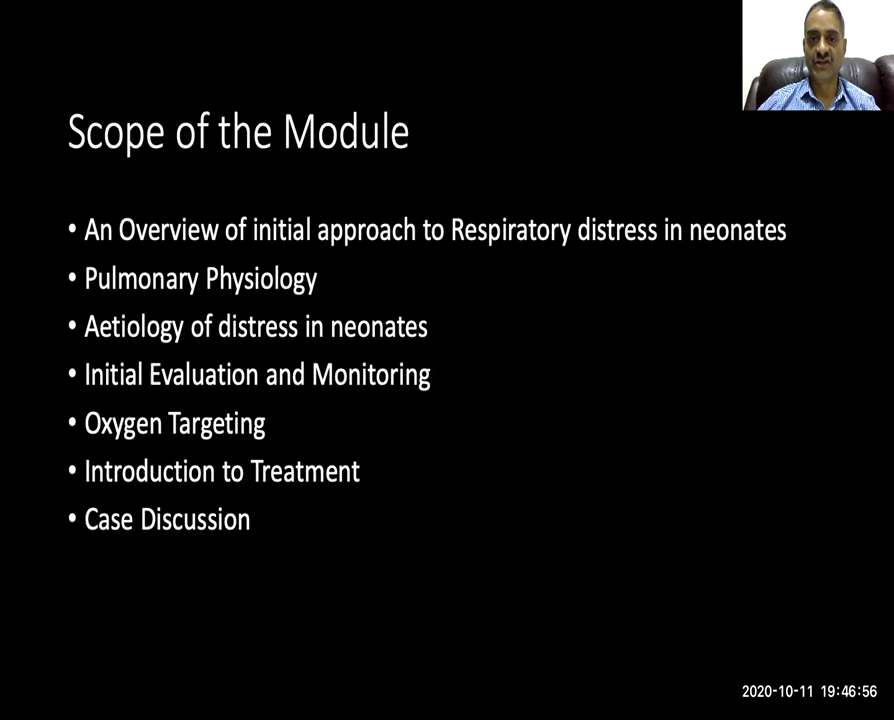 Scope of the Module
• An Overview of initial approach to Respiratory distress in neonates
• Pulmonary Physiology
• Aetiology of distress in neonates
• Initial Evaluation and Monitoring
• Oxygen Targeting
• Introduction to Treatment
• Case Discussion
2020-10-11 19:46:56